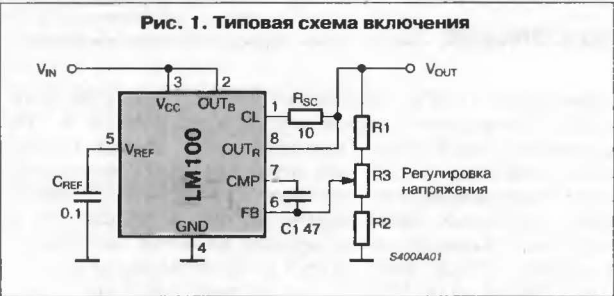 Рис. 1. Типовая схема включения
V_IN
V_OUT
3
2
V_CC
OUT_B
CL
1
R_SC
10
R1
5
V_REF
LM100
OUT_R
8
C_REF
0.1
CMP
7
R3
Регулировка
напряжения
FB
6
C1 47
R2
GND
4
S400AA01